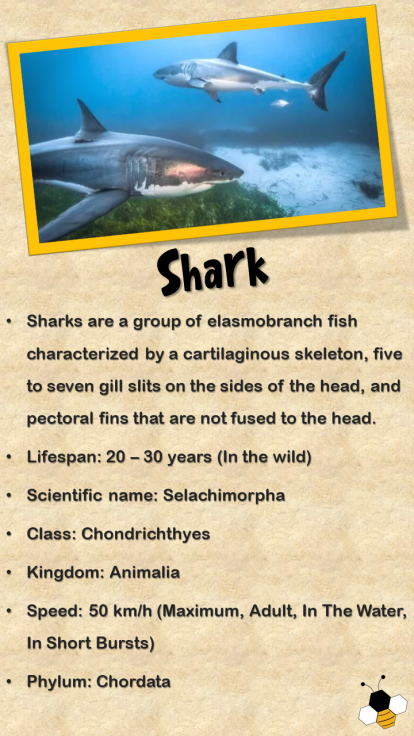 Shark
• Sharks are a group of elasmobranch fish
characterized by a cartilaginous skeleton, five
to seven gill slits on the sides of the head, and
pectoral fins that are not fused to the head.
• Lifespan: 20 – 30 years (In the wild)
• Scientific name: Selachimorpha
• Class: Chondrichthyes
• Kingdom: Animalia
• Speed: 50 km/h (Maximum, Adult, In The Water,
In Short Bursts)
• Phylum: Chordata